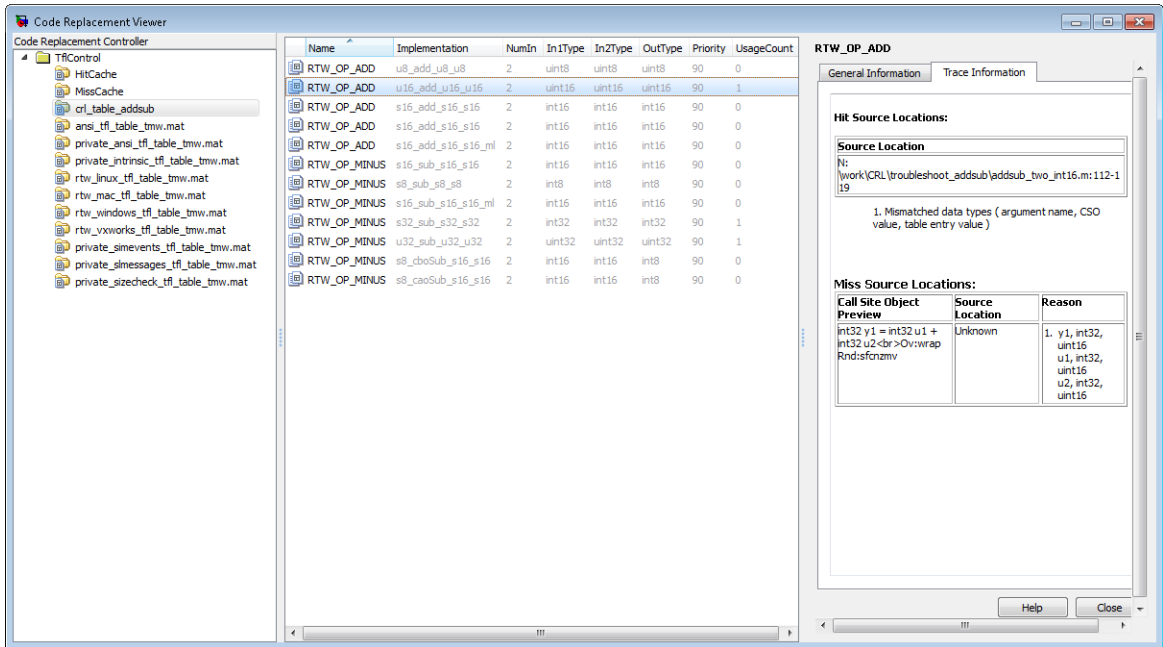 Code Replacement Viewer
Code Replacement Controller
TflControl
HitCache
MissCache
crl_table_addsub
ansi_tfl_table_tmw.mat
private_ansi_tfl_table_tmw.mat
private_intrinsic_tfl_table_tmw.mat
rtw_linux_tfl_table_tmw.mat
rtw_mac_tfl_table_tmw.mat
rtw_windows_tfl_table_tmw.mat
rtw_vxworks_tfl_table_tmw.mat
private_simevents_tfl_table_tmw.mat
private_slmessages_tfl_table_tmw.mat
private_sizecheck_tfl_table_tmw.mat
Name Implementation NumIn In1Type In2Type OutType Priority UsageCount
RTW_OP_ADD u8_add_u8_u8 2 uint8 uint8 uint8 90 0
RTW_OP_ADD u16_add_u16_u16 2 uint16 uint16 uint16 90 1
RTW_OP_ADD s16_add_s16_s16 2 int16 int16 int16 90 0
RTW_OP_ADD s16_add_s16_s16 2 int16 int16 int16 90 0
RTW_OP_ADD s16_add_s16_s16_ml 2 int16 int16 int16 90 0
RTW_OP_MINUS s16_sub_s16_s16 2 int16 int16 int16 90 0
RTW_OP_MINUS s8_sub_s8_s8 2 int8 int8 int8 90 0
RTW_OP_MINUS s16_sub_s16_s16_ml 2 int16 int16 int16 90 0
RTW_OP_MINUS s32_sub_s32_s32 2 int32 int32 int32 90 1
RTW_OP_MINUS u32_sub_u32_u32 2 uint32 uint32 uint32 90 1
RTW_OP_MINUS s8_cboSub_s16_s16 2 int16 int16 int8 90 0
RTW_OP_MINUS s8_caoSub_s16_s16 2 int16 int16 int8 90 0
RTW_OP_ADD
General Information Trace Information
Hit Source Locations:
Source Location
N:
\work\CRL\troubleshoot_addsub\addsub_two_int16.m:112-1
19
1. Mismatched data types ( argument name, CSO
value, table entry value )
Miss Source Locations:
Call Site Object
Preview
Source
Location
Reason
int32 y1 = int32 u1 +
int32 u2<br>Ov:wrap
Rnd:sfcnzmv
Unknown
1. y1, int32,
uint16
u1, int32,
uint16
u2, int32,
uint16
Help Close